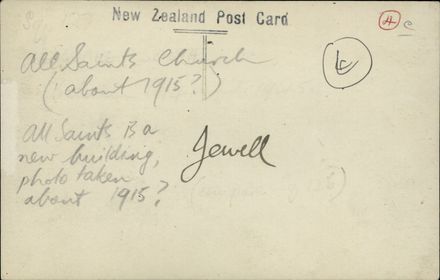 New Zealand Post Card
4 c
All Saints Church
(about 1915?)
All Saints is a
new building,
photo taken
about 1915?
Jewell